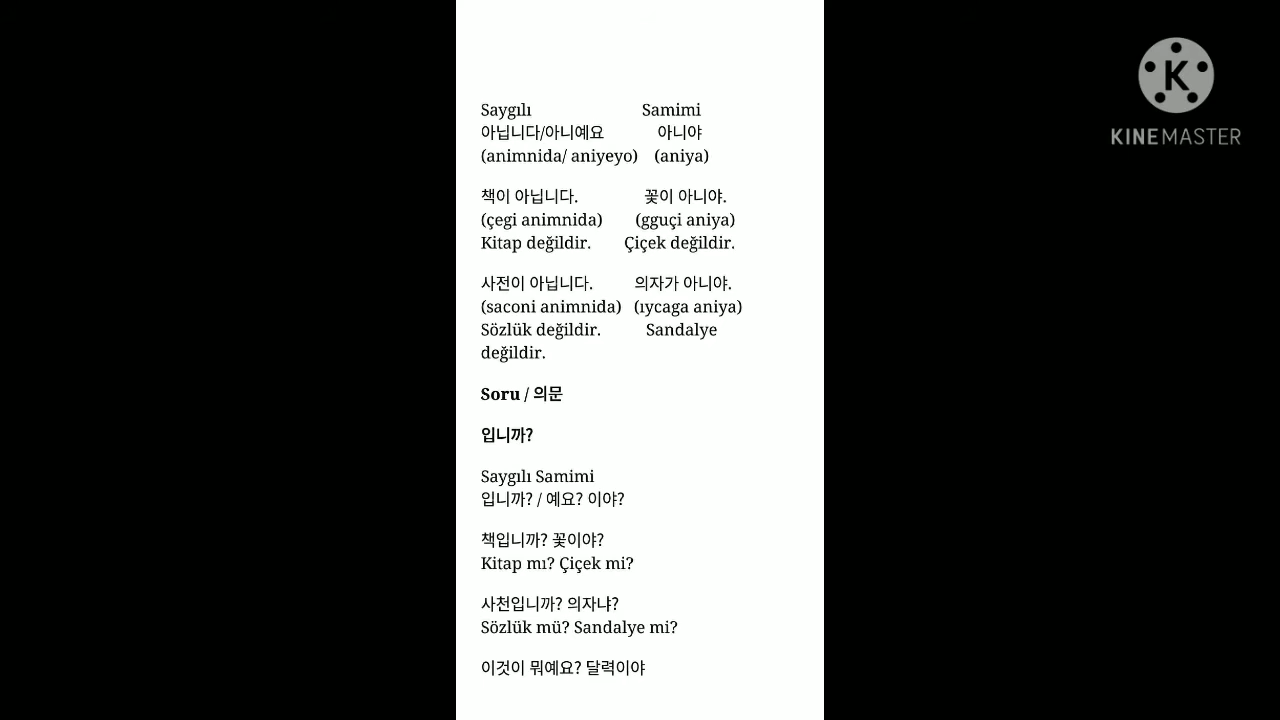 Saygılı Samimi
아닙니다/아니예요 아니야
(animnida/ aniyeyo) (aniya)
책이 아닙니다. 꽃이 아니야.
(çegi animnida) (gguçi aniya)
Kitap değildir. Çiçek değildir.
사전이 아닙니다. 의자가 아니야.
(saconi animnida) (ıycaga aniya)
Sözlük değildir. Sandalye
değildir.
Soru / 의문
입니까?
Saygılı Samimi
입니까? / 예요? 이야?
책입니까? 꽃이야?
Kitap mı? Çiçek mi?
사천입니까? 의자냐?
Sözlük mü? Sandalye mi?
이것이 뭐예요? 달력이야
K
KINEMASTER